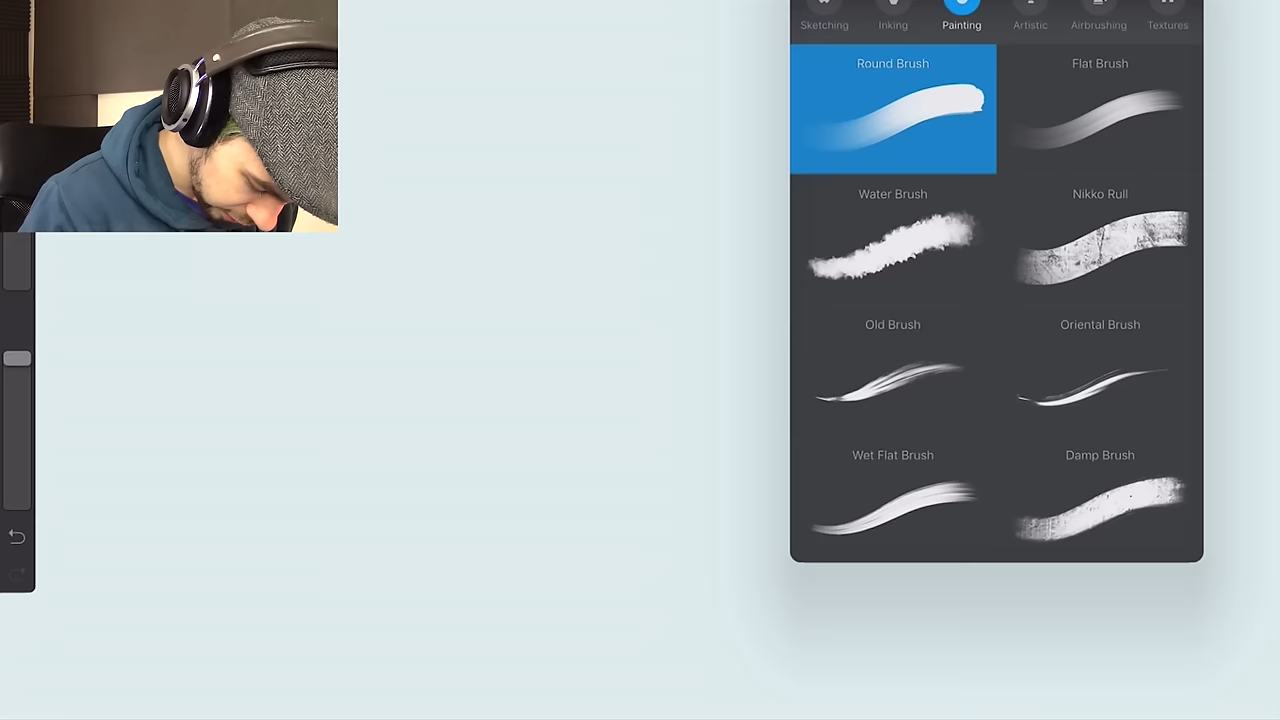 Sketching Inking Painting Artistic Airbrushing Textures
Round Brush Flat Brush
Water Brush Nikko Rull
Old Brush Oriental Brush
Wet Flat Brush Damp Brush